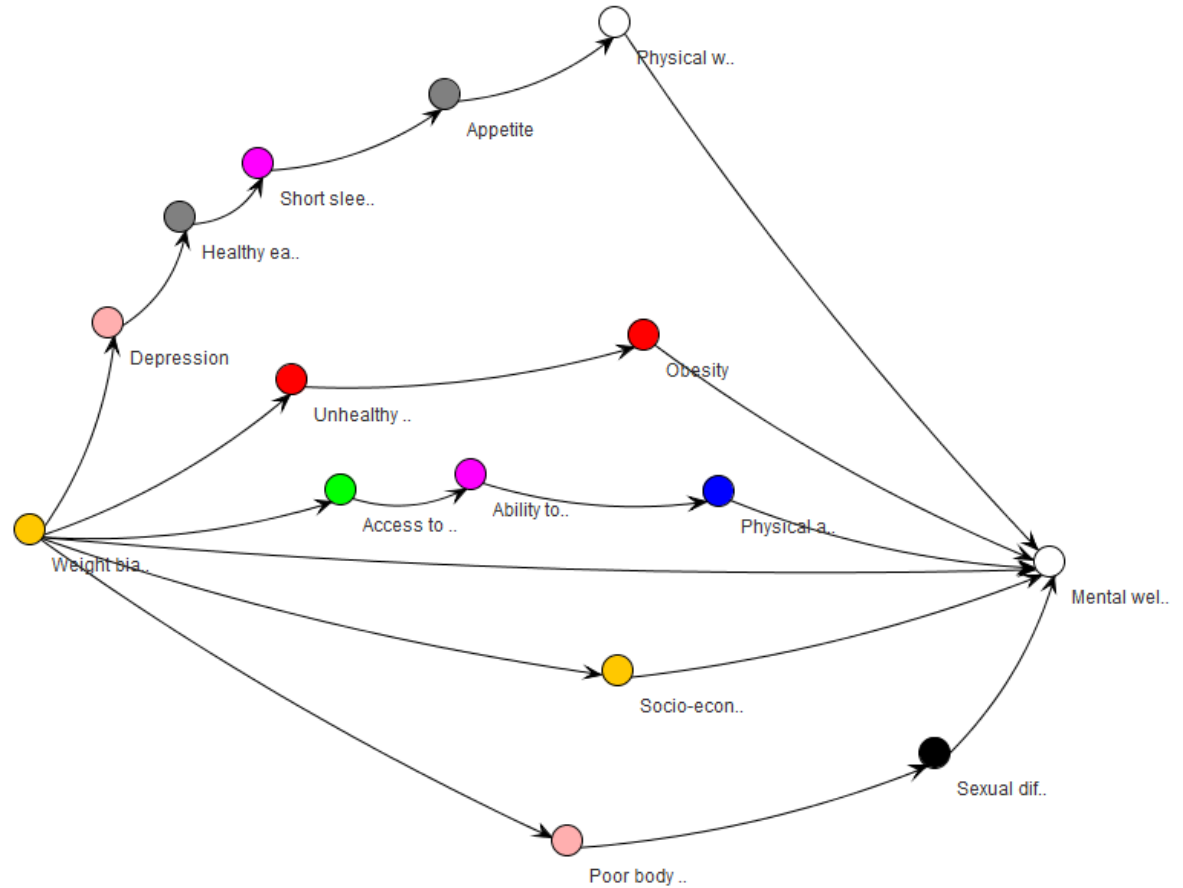 Physical w..
Appetite
Short slee..
Healthy ea..
Depression
Obesity
Unhealthy ..
Ability to..
Access to ..
Physical a..
Weight bia..
Mental wel..
Socio-econ..
Sexual dif..
Poor body ..